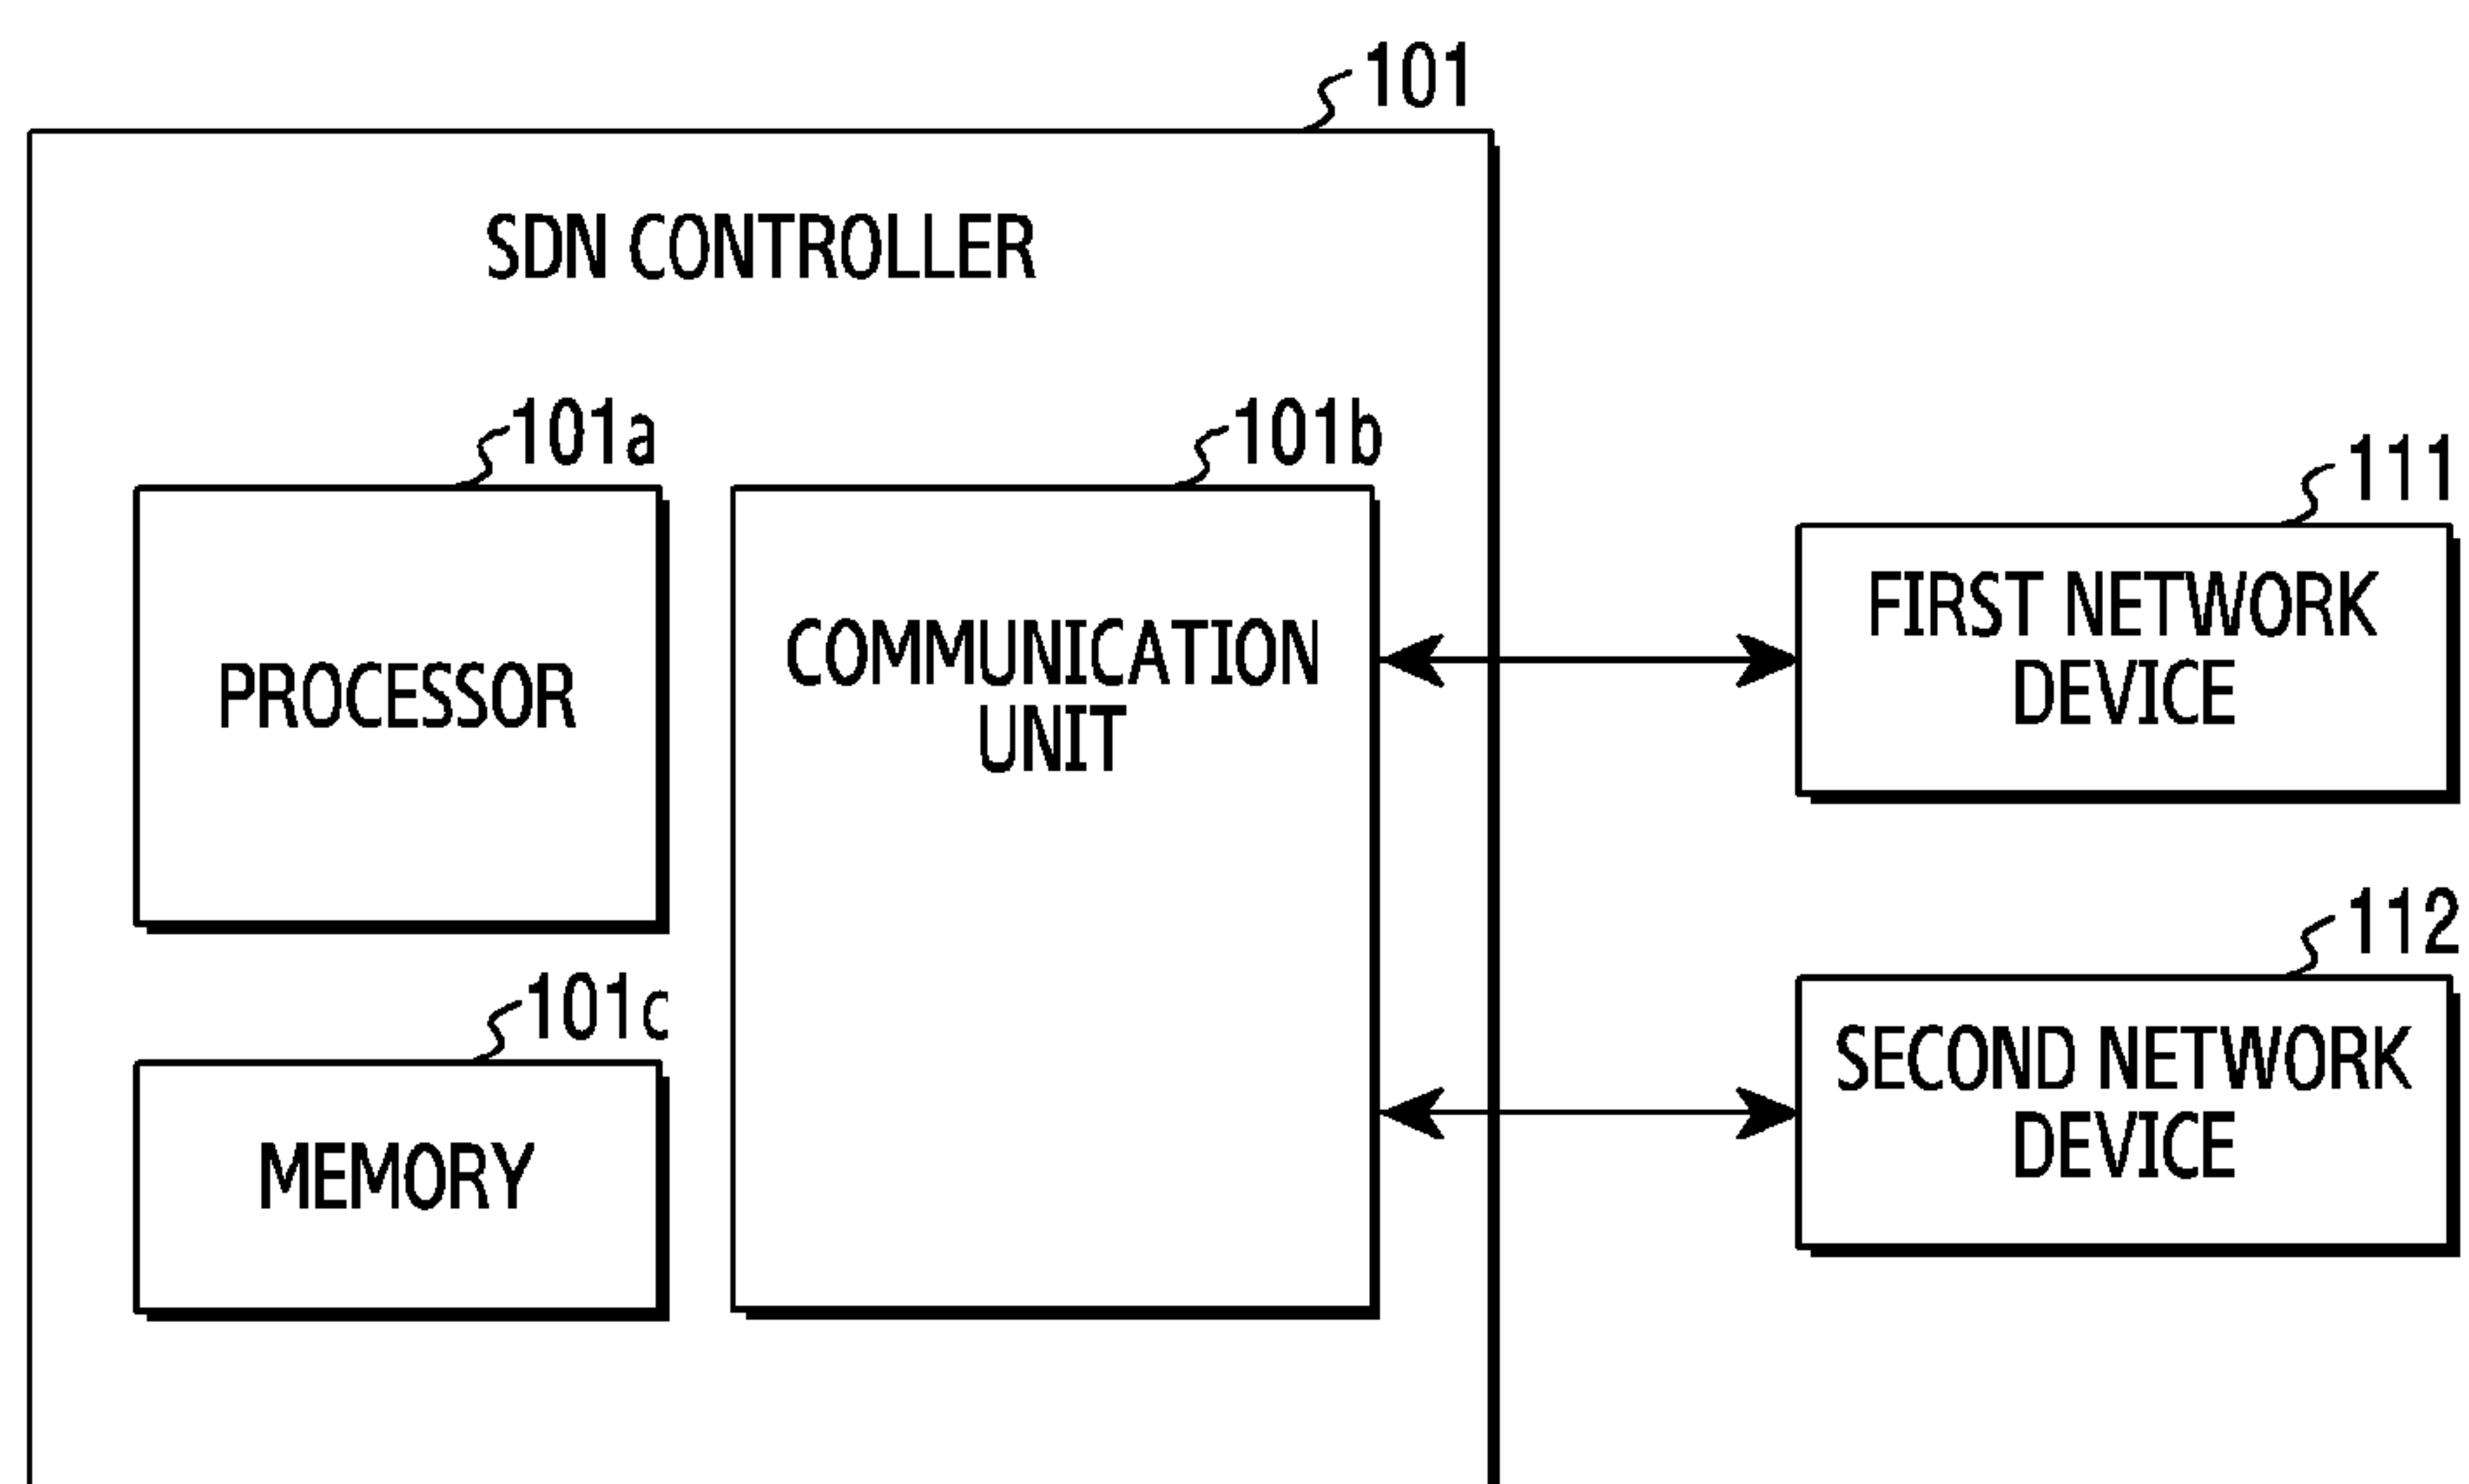 101
SDN CONTROLLER
101a
PROCESSOR
101b
COMMUNICATION
UNIT
101c
MEMORY
111
FIRST NETWORK
DEVICE
112
SECOND NETWORK
DEVICE